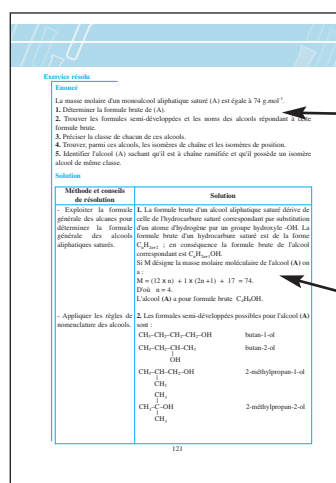 Exercice résolu
Enoncé
La masse molaire d'un monoalcool aliphatique saturé (A) est égale à 74 g.mol⁻¹.
1. Déterminer la formule brute de (A).
2. Trouver les formules semi-développées et les noms des alcools répondant à cette
formule brute.
3. Préciser la classe de chacun de ces alcools.
4. Trouver, parmi ces alcools, les isomères de chaîne et les isomères de position.
5. Identifier l'alcool (A) sachant qu'il est à chaîne ramifiée et qu'il possède un isomère
alcool de même classe.
Solution
Méthode et conseils
de résolution
Solution
- Exploiter la formule
générale des alcanes pour
déterminer la formule
générale des alcools
aliphatiques saturés.
1. La formule brute d'un alcool aliphatique saturé dérive de
celle de l'hydrocarbure saturé correspondant par substitution
d'un atome d'hydrogène par un groupe hydroxyle -OH. La
formule brute d'un hydrocarbure saturé est de la forme
CₙH₂ₙ₊₂ ; en conséquence la formule brute de l'alcool
correspondant est CₙH₂ₙ₊₁OH.
Si M désigne la masse molaire moléculaire de l'alcool (A) on
a :
M = (12 x n) + 1 x (2n +1) + 17 = 74.
D'où n = 4.
L'alcool (A) a pour formule brute C₄H₉OH.
- Appliquer les règles de
nomenclature des alcools.
2. Les formules semi-développées possibles pour l'alcool (A)
sont :
CH₃–CH₂–CH₂–CH₂–OH butan-1-ol
CH₃–CH₂–CH–CH₃ butan-2-ol
OH
CH₃–CH–CH₂–OH 2-méthylpropan-1-ol
CH₃
CH₃
CH₃–C–OH 2-méthylpropan-2-ol
CH₃
121